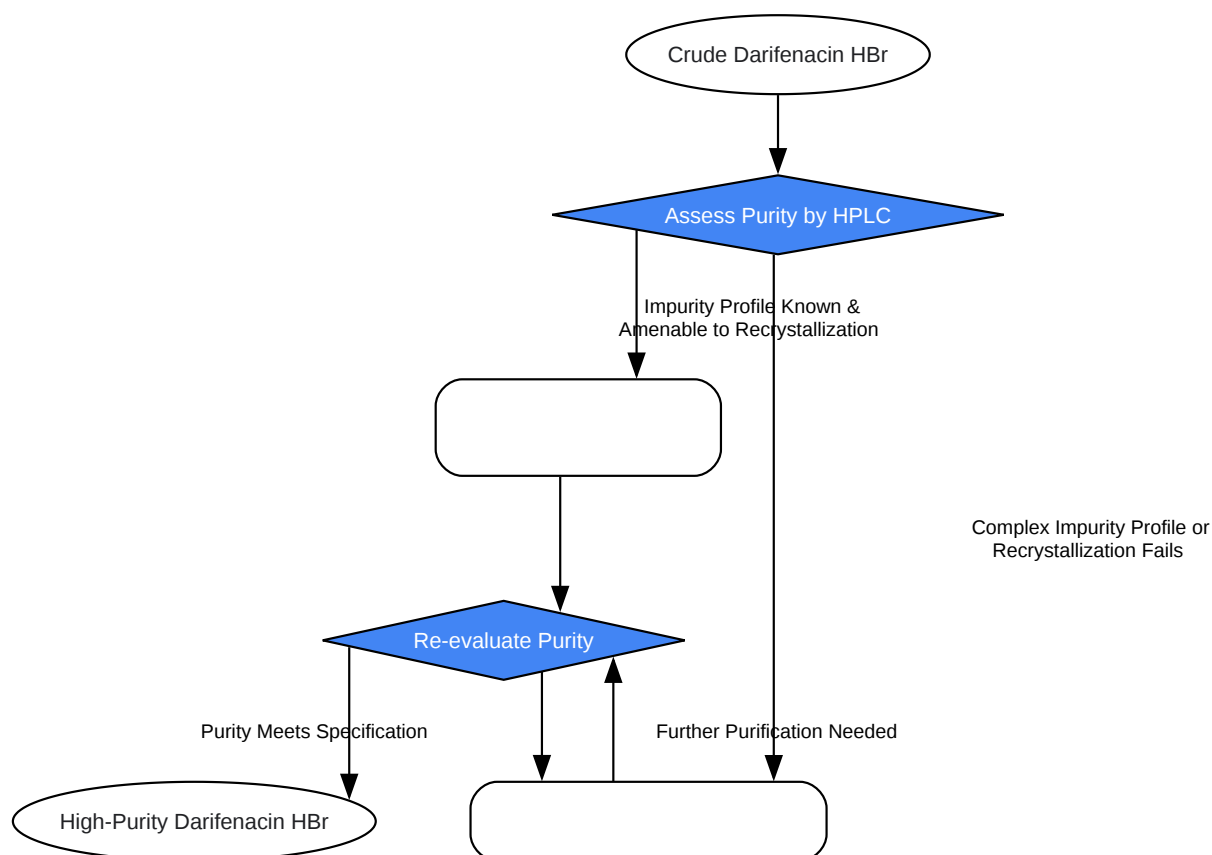 Crude Darifenacin HBr
Assess Purity by HPLC
Impurity Profile Known &
Amenable to Recrystallization
Complex Impurity Profile or
Recrystallization Fails
Re-evaluate Purity
Purity Meets Specification
Further Purification Needed
High-Purity Darifenacin HBr